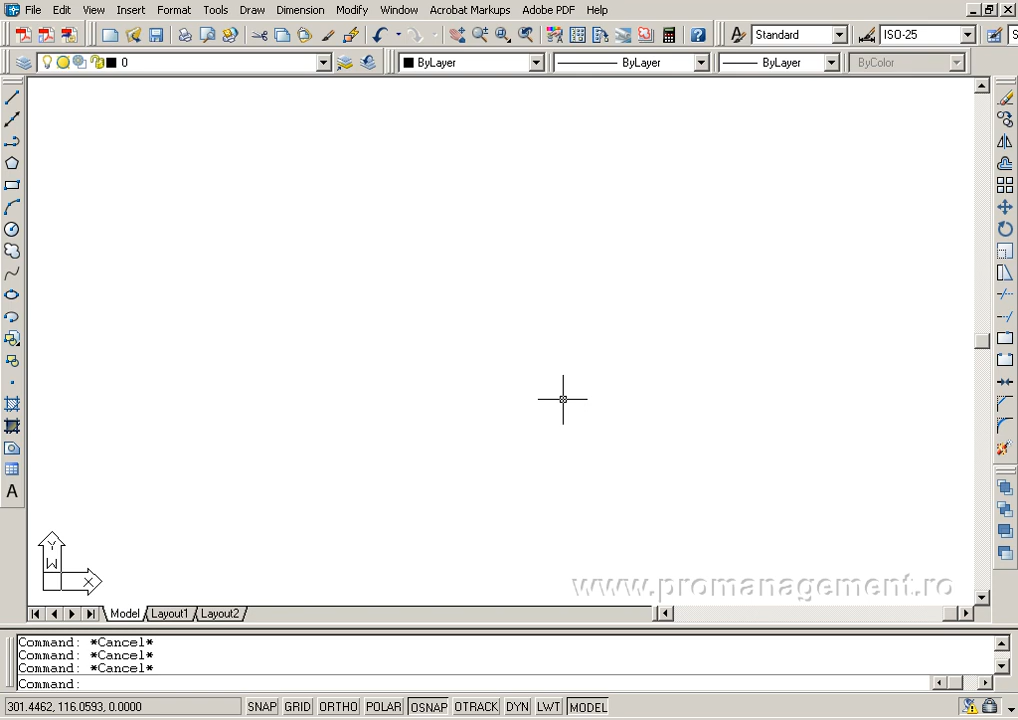 File Edit View Insert Format Tools Draw Dimension Modify Window Acrobat Markups Adobe PDF Help
Standard ISO-25 S
0 ByLayer ByLayer ByLayer ByColor
A
Y
W
X
www.promanagement.ro
Model Layout1 Layout2
Command: *Cancel*
Command: *Cancel*
Command: *Cancel*
Command:
301.4462, 116.0593, 0.0000 SNAP GRID ORTHO POLAR OSNAP OTRACK DYN LWT MODEL